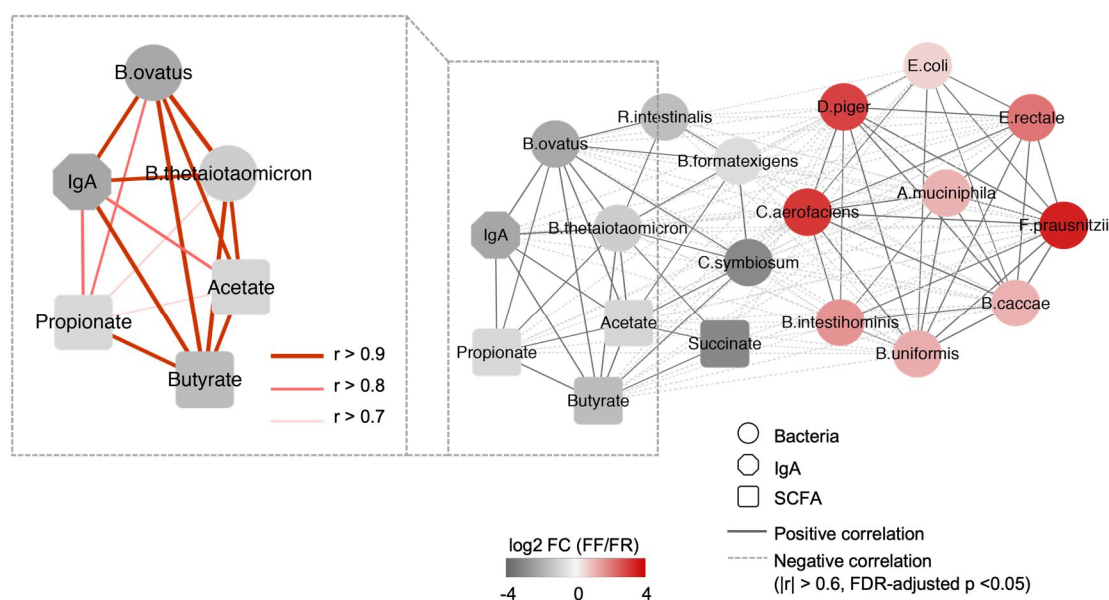 B.ovatus
IgA
B.thetaiotaomicron
Acetate
Propionate
Butyrate
r > 0.9
r > 0.8
r > 0.7
E.coli
D.piger
R.intestinalis
E.rectale
B.ovatus
B.formatexigens
A.muciniphila
C.aerofaciens
F.prausnitzii
IgA
B.thetaiotaomicron
C.symbiosum
B.caccae
Acetate
B.intestihominis
Succinate
Propionate
B.uniformis
Butyrate
Bacteria
IgA
SCFA
Positive correlation
Negative correlation
(|r| > 0.6, FDR-adjusted p <0.05)
log2 FC (FF/FR)
-4 0 4